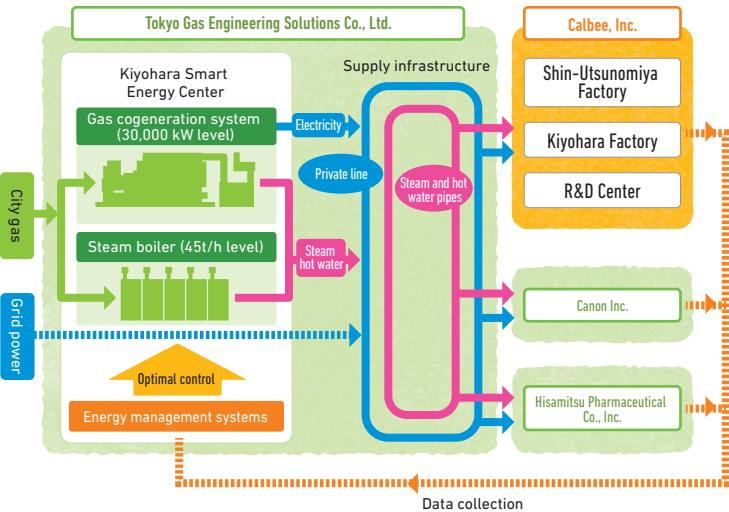 Tokyo Gas Engineering Solutions Co., Ltd.
Calbee, Inc.
Kiyohara Smart
Energy Center
Supply infrastructure
Shin-Utsunomiya
Factory
Gas cogeneration system
(30,000 kW level)
Electricity
Kiyohara Factory
Private line
Steam and hot
water pipes
R&D Center
City gas
Steam boiler (45t/h level)
Steam
hot water
Canon Inc.
Grid power
Optimal control
Energy management systems
Hisamitsu Pharmaceutical
Co., Inc.
Data collection